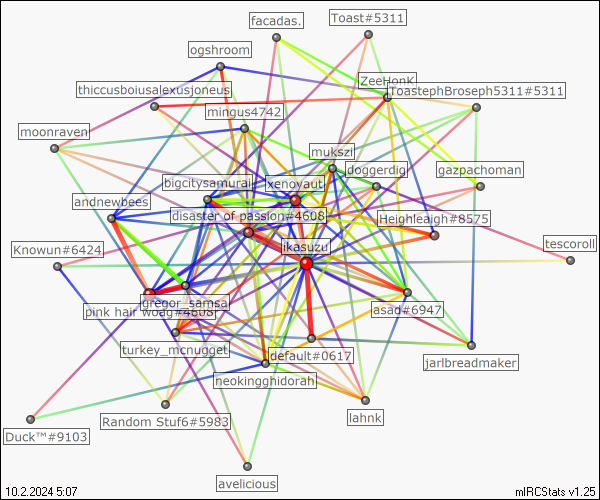 facadas.
Toast#5311
ogshroom
ZeeHonK
thiccusboiusalexusjoneus
ToastephBroseph5311#5311
mingus4742
moonraven
mukszi
doggerdigi
gazpachoman
bigcitysamurai
xenoyauti
andnewbees
disaster of passion#4608
Heighleaigh#8575
Knowun#6424
ikasuzu
tescoroll
gregor_samsa
pink hair woag#4608
asad#6947
turkey_mcnugget
default#0617
jarlbreadmaker
neokingghidorah
lahnk
Random Stuf6#5983
Duck™#9103
avelicious
10.2.2024 5:07
mIRCStats v1.25